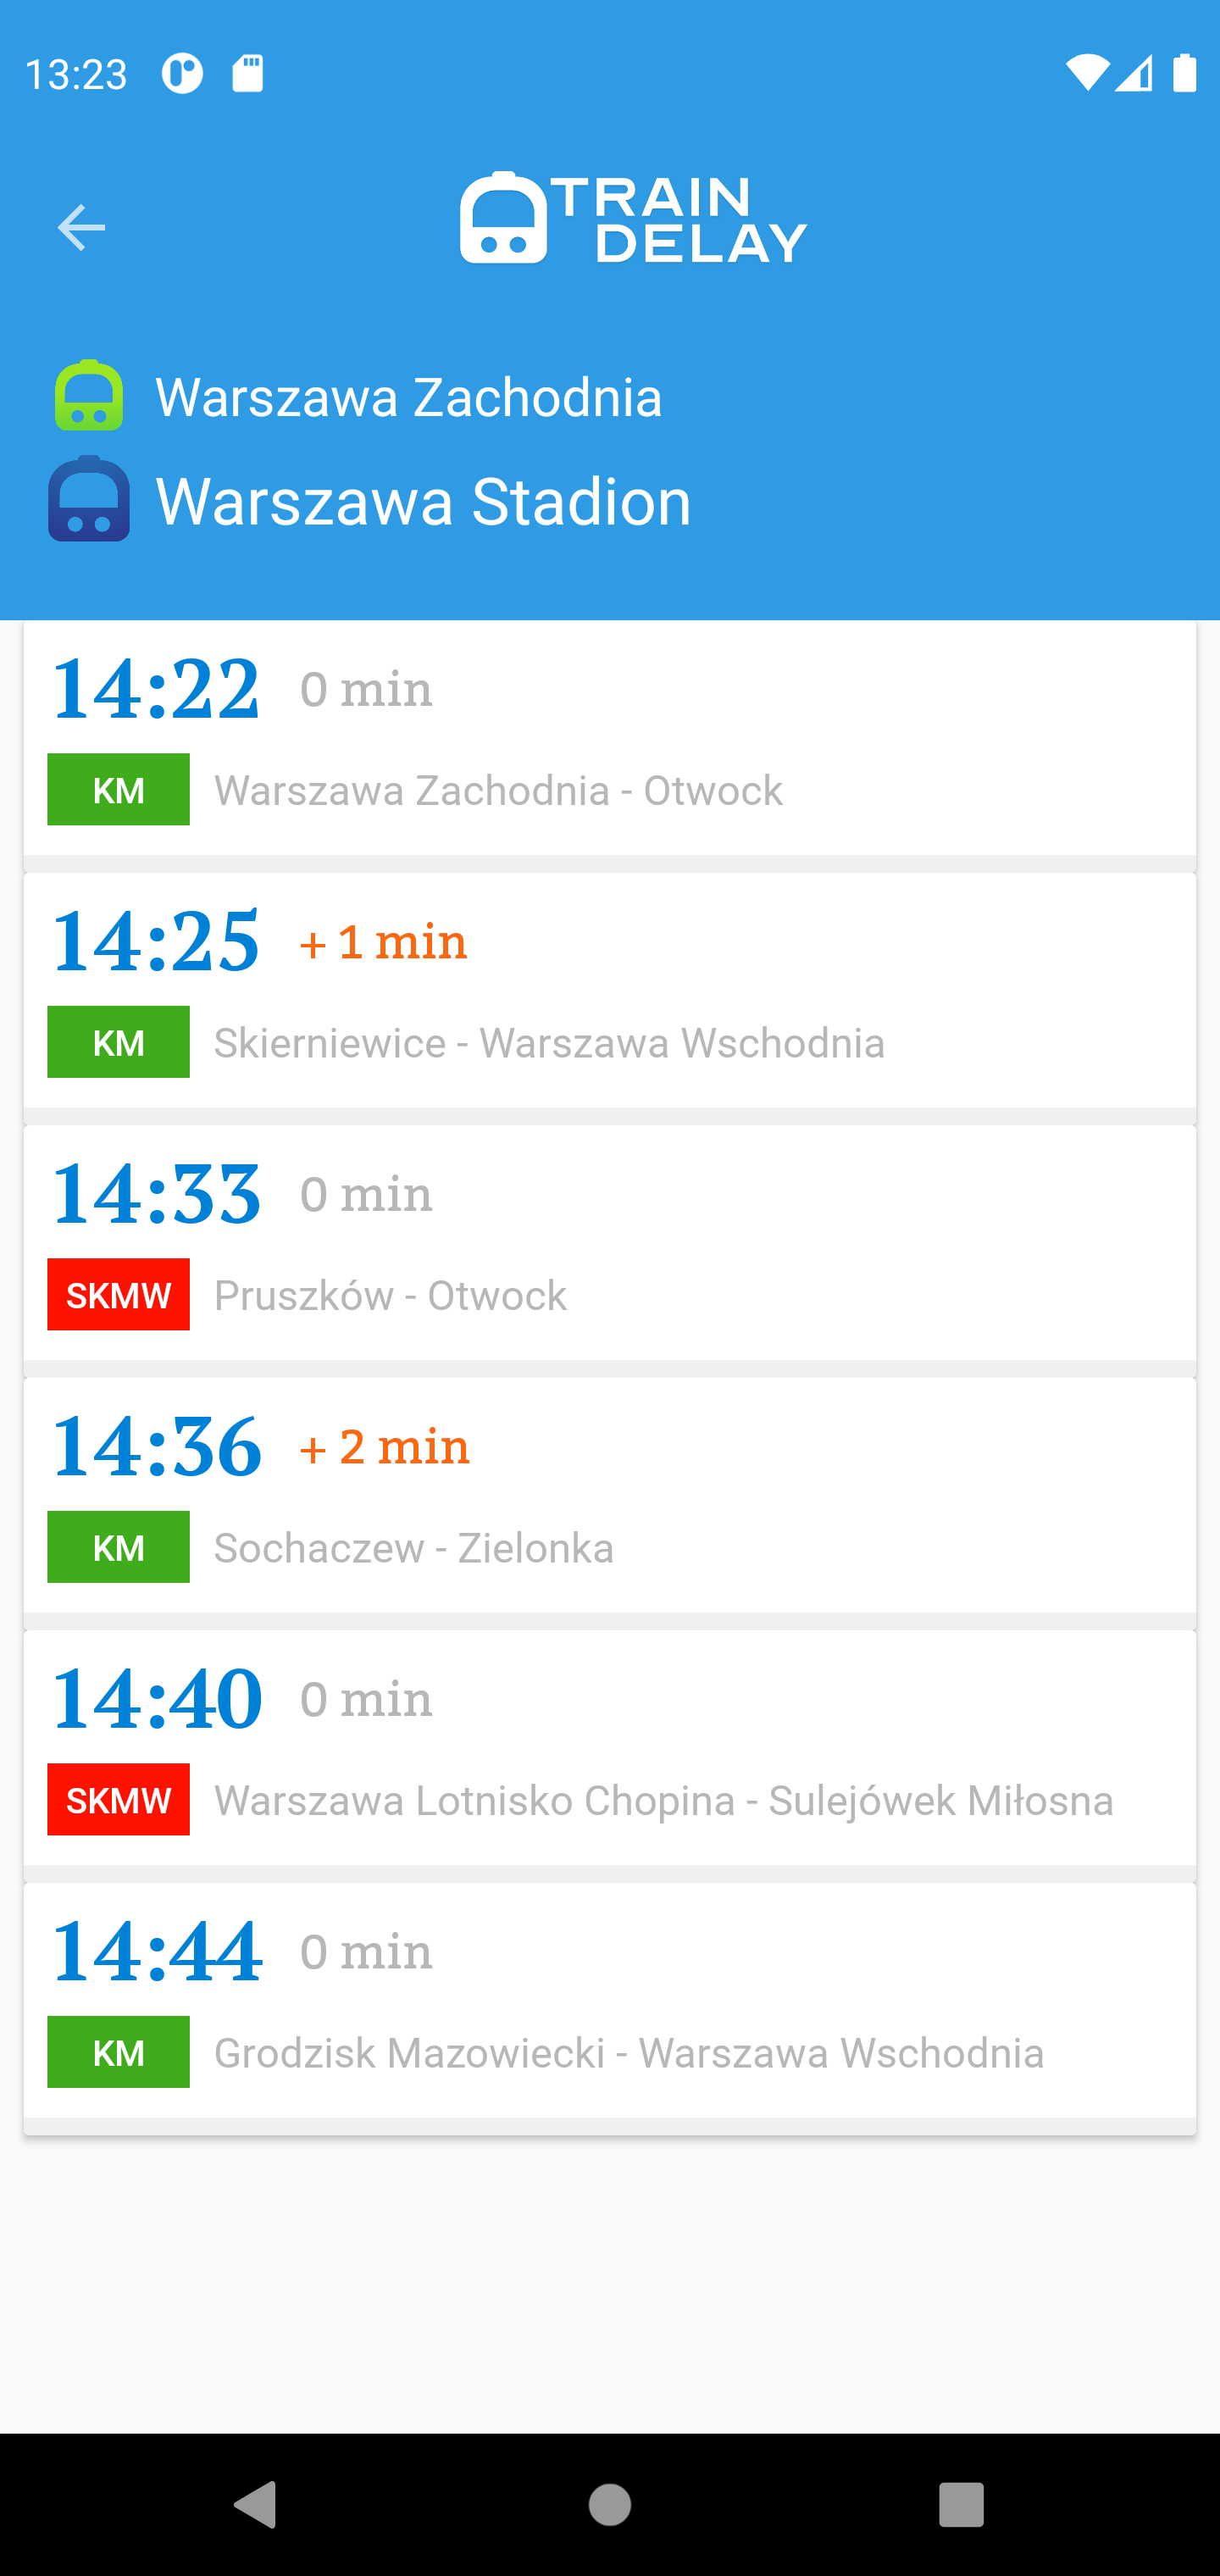 13:23
TRAIN
DELAY
Warszawa Zachodnia
Warszawa Stadion
14:22 0 min
KM Warszawa Zachodnia - Otwock
14:25 + 1 min
KM Skierniewice - Warszawa Wschodnia
14:33 0 min
SKMW Pruszków - Otwock
14:36 + 2 min
KM Sochaczew - Zielonka
14:40 0 min
SKMW Warszawa Lotnisko Chopina - Sulejówek Miłosna
14:44 0 min
KM Grodzisk Mazowiecki - Warszawa Wschodnia